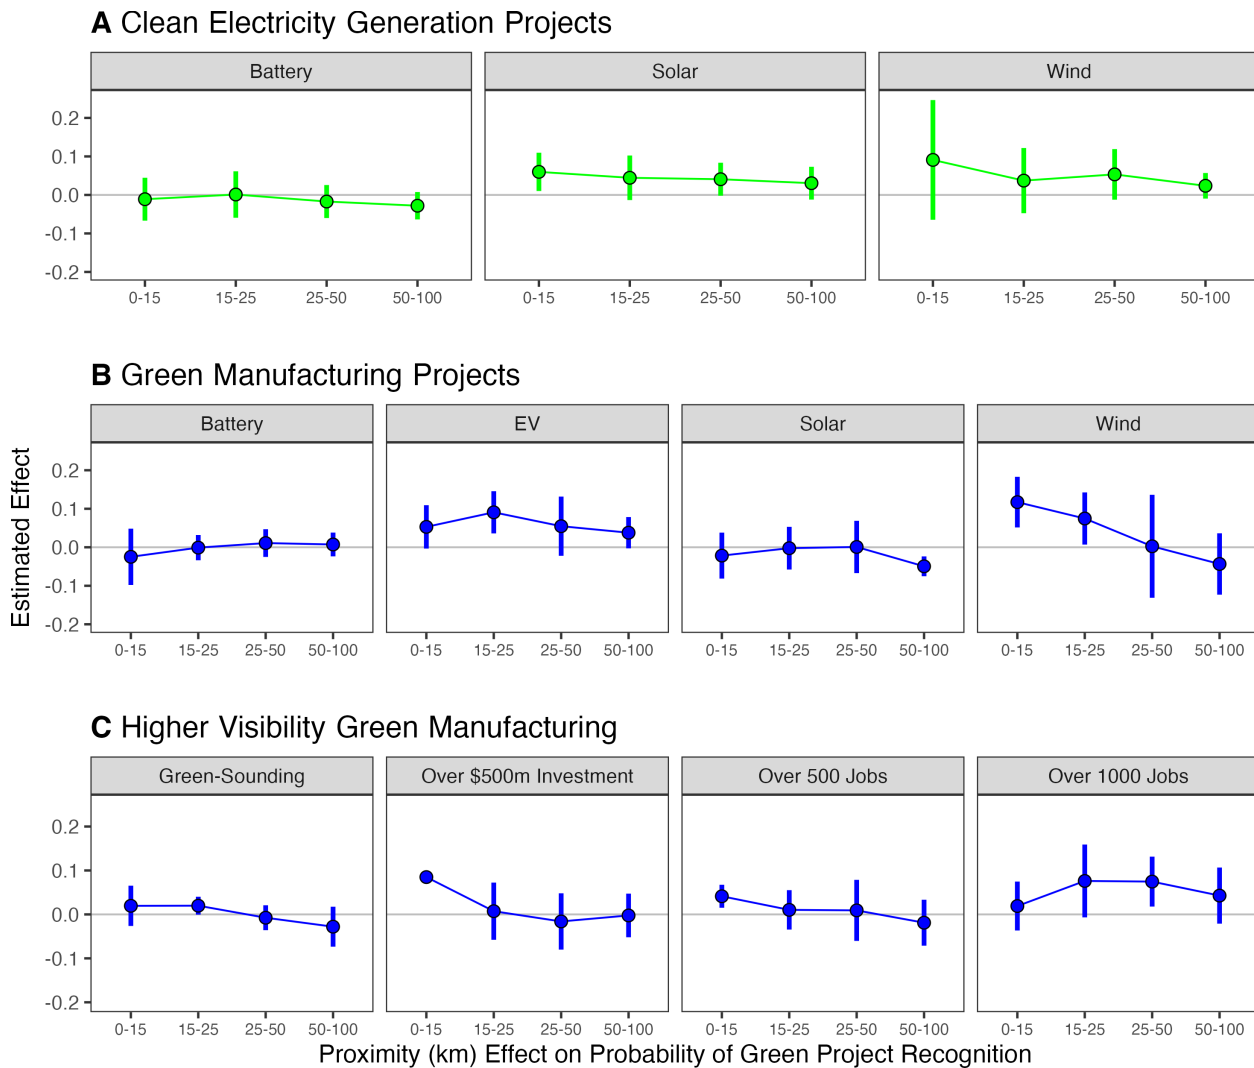 A Clean Electricity Generation Projects
Battery Solar Wind
0.2
0.1
0.0
-0.1
-0.2
0-15 15-25 25-50 50-100 0-15 15-25 25-50 50-100 0-15 15-25 25-50 50-100
B Green Manufacturing Projects
Battery EV Solar Wind
Estimated Effect
0.2
0.1
0.0
-0.1
-0.2
0-15 15-25 25-50 50-100 0-15 15-25 25-50 50-100 0-15 15-25 25-50 50-100 0-15 15-25 25-50 50-100
C Higher Visibility Green Manufacturing
Green-Sounding Over $500m Investment Over 500 Jobs Over 1000 Jobs
0.2
0.1
0.0
-0.1
-0.2
0-15 15-25 25-50 50-100 0-15 15-25 25-50 50-100 0-15 15-25 25-50 50-100 0-15 15-25 25-50 50-100
Proximity (km) Effect on Probability of Green Project Recognition